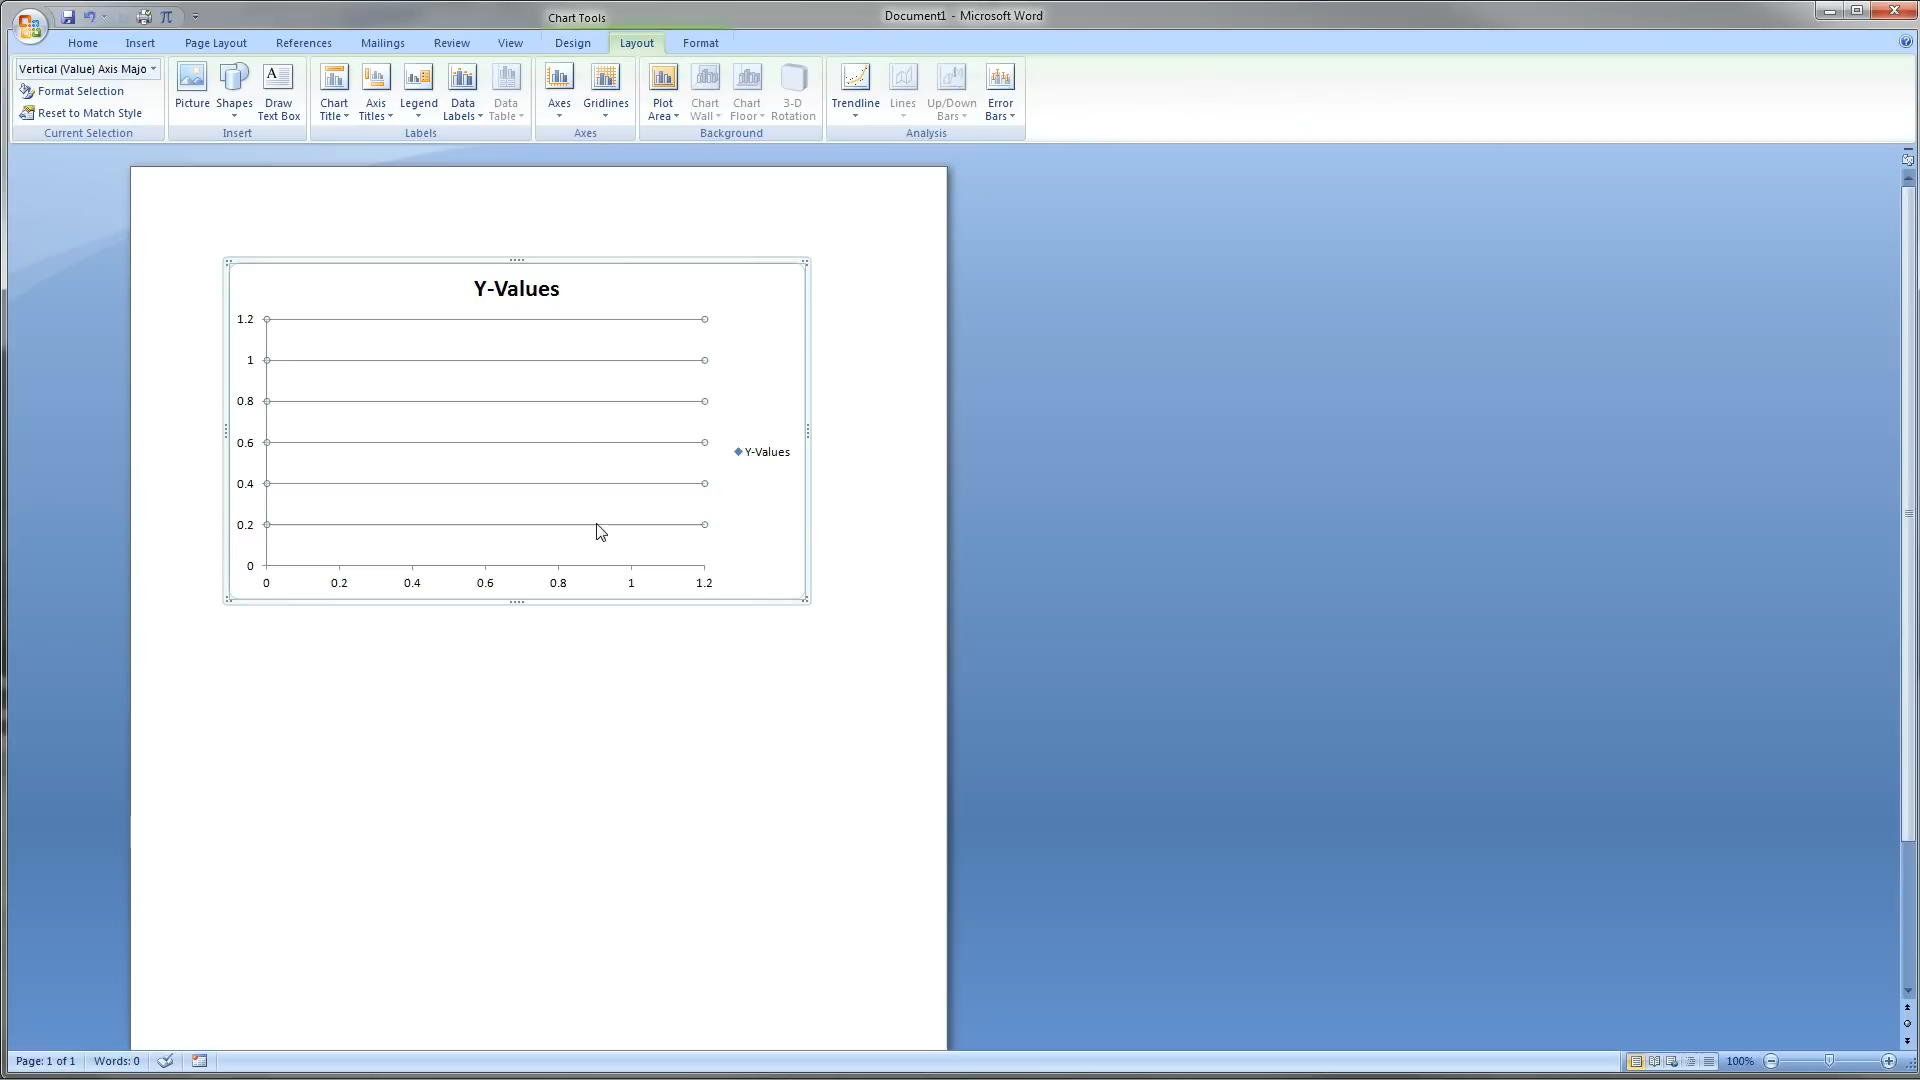 Chart Tools
Document1 - Microsoft Word
Home Insert Page Layout References Mailings Review View Design Layout Format
Vertical (Value) Axis Majo
Format Selection
Reset to Match Style
Current Selection
Picture Shapes Draw Text Box
Insert
Chart Title Axis Titles Legend Data Labels Data Table
Labels
Axes Gridlines
Axes
Plot Area Chart Wall Chart Floor 3-D Rotation
Background
Trendline Lines Up/Down Bars Error Bars
Analysis
Y-Values
1.2
1
0.8
0.6
0.4
0.2
0
0 0.2 0.4 0.6 0.8 1 1.2
Y-Values
Page: 1 of 1 Words: 0
100%